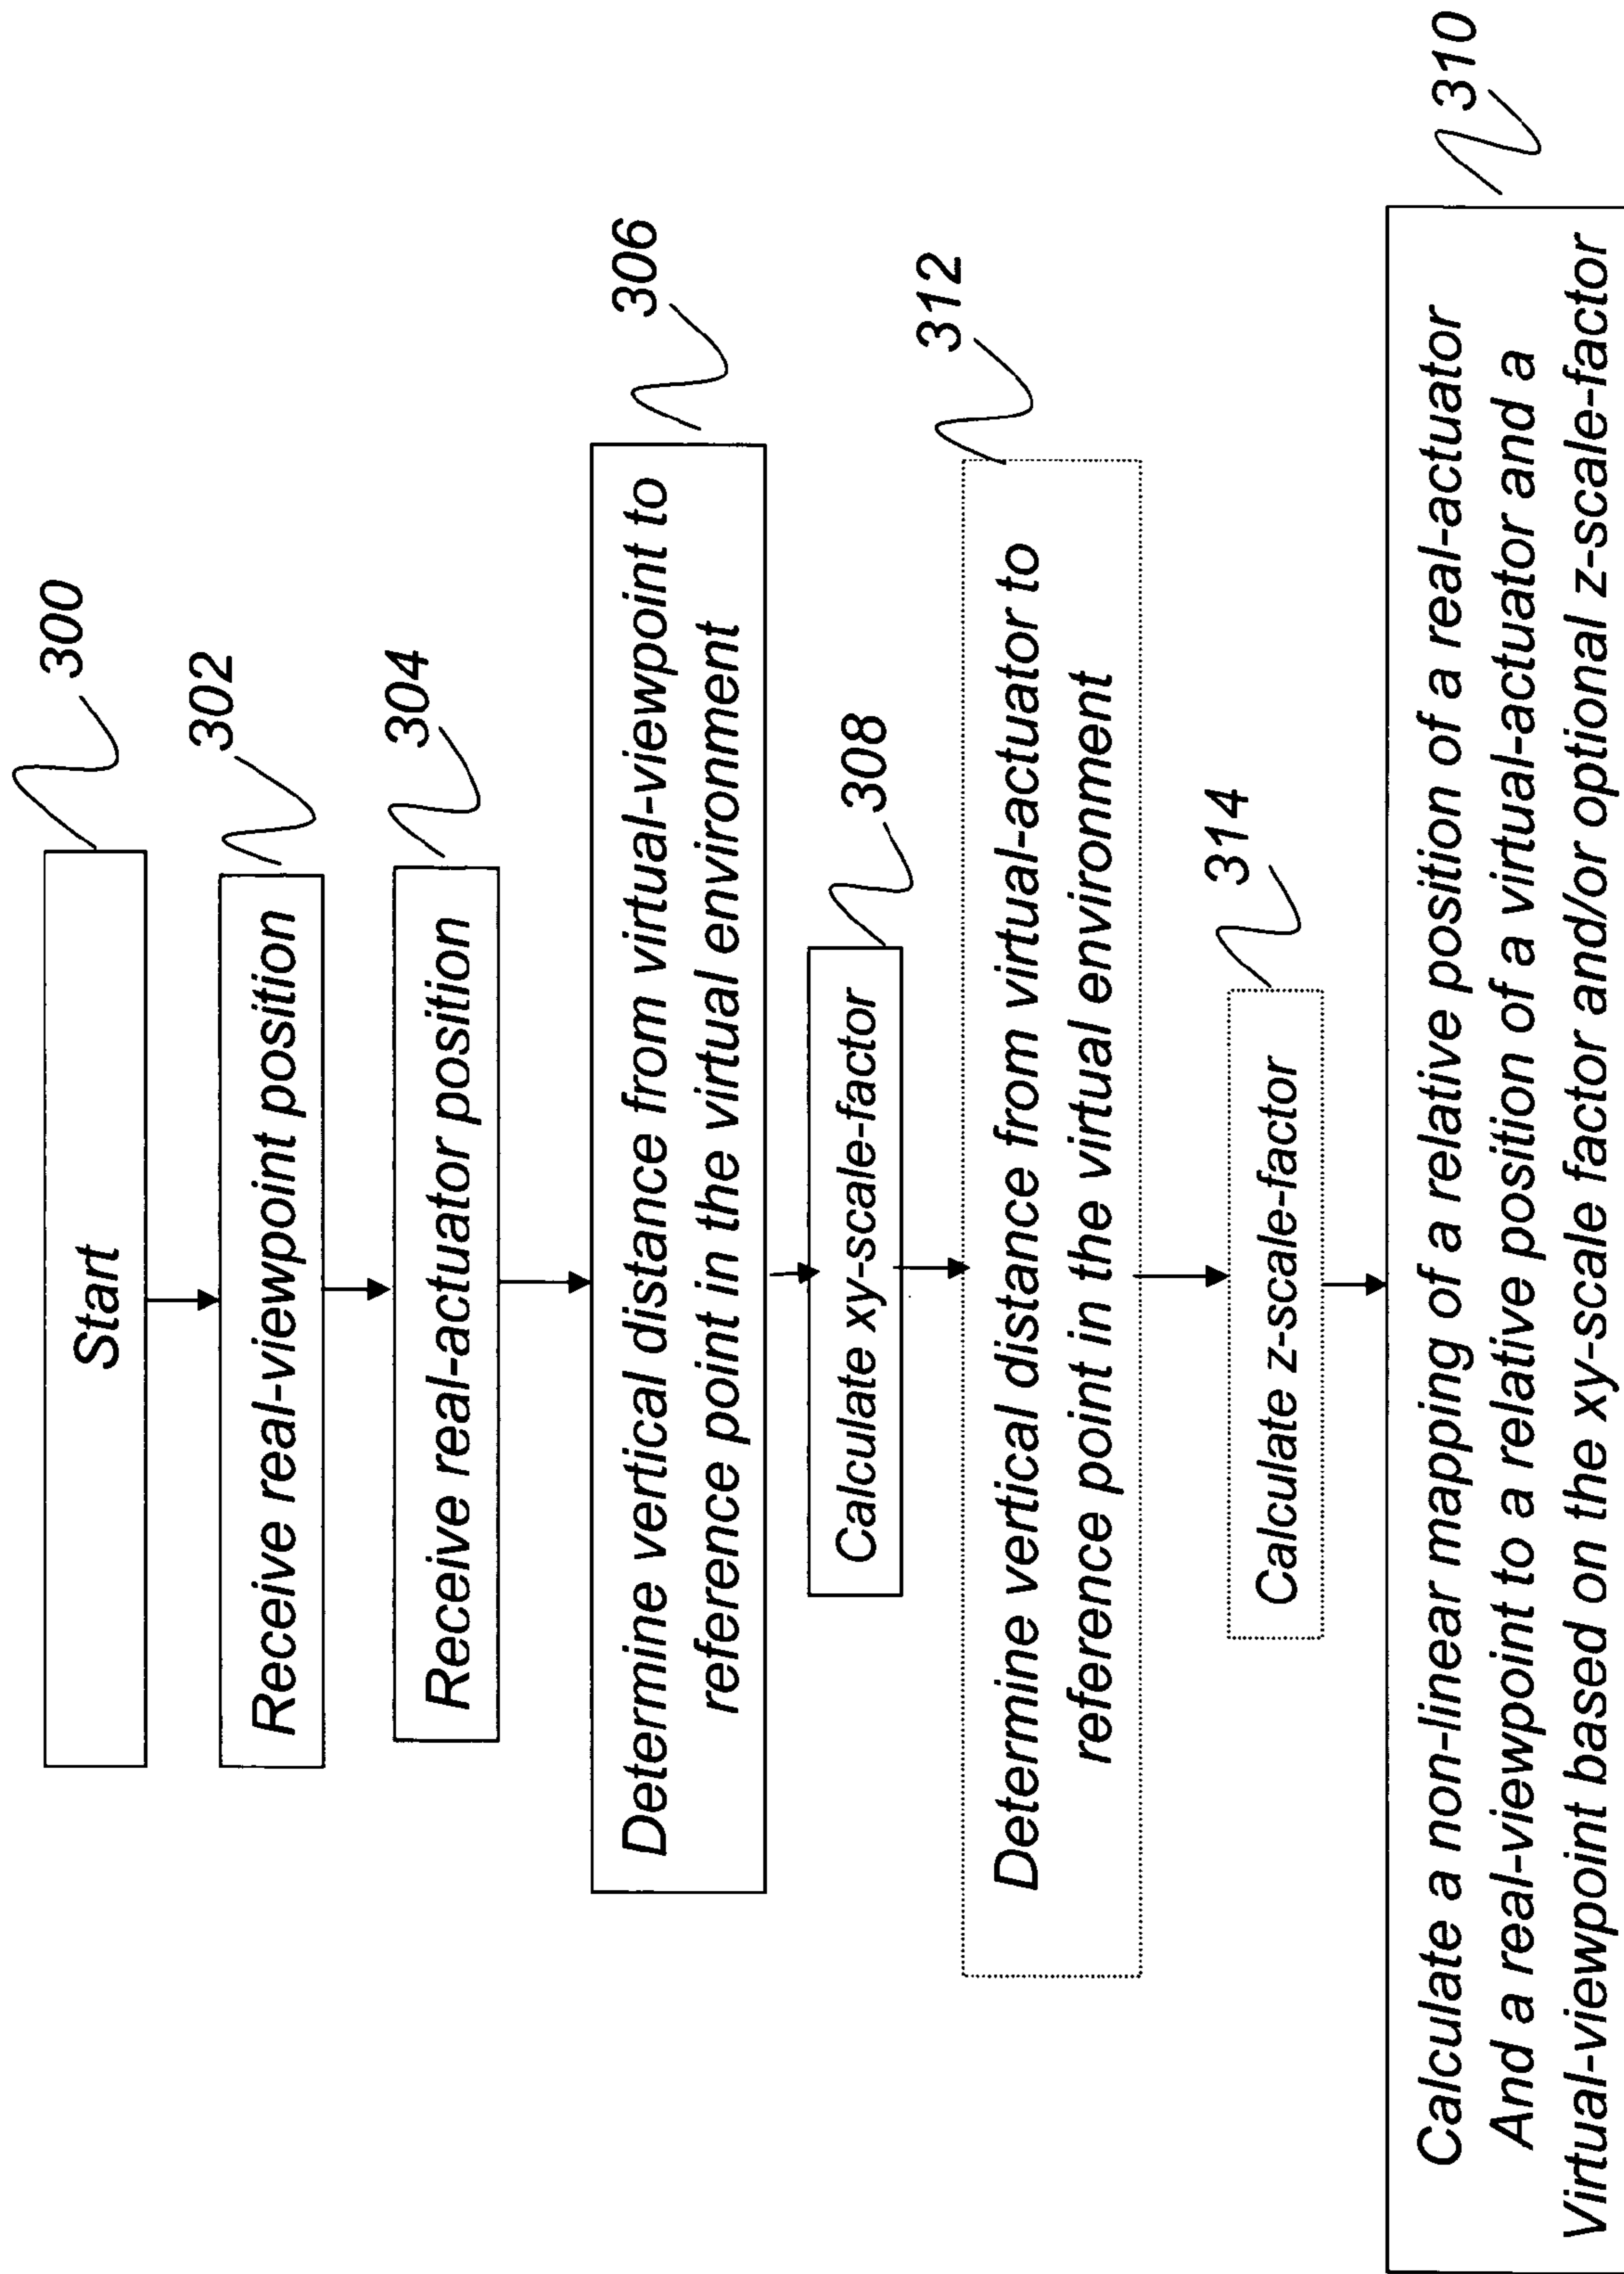 Start
300
Receive real-viewpoint position
302
Receive real-actuator position
304
Determine vertical distance from virtual-viewpoint to
reference point in the virtual environment
306
Calculate xy-scale-factor
308
Determine vertical distance from virtual-actuator to
reference point in the virtual environment
312
Calculate z-scale-factor
314
Calculate a non-linear mapping of a relative position of a real-actuator
And a real-viewpoint to a relative position of a virtual-actuator and a
Virtual-viewpoint based on the xy-scale factor and/or optional z-scale-factor
310